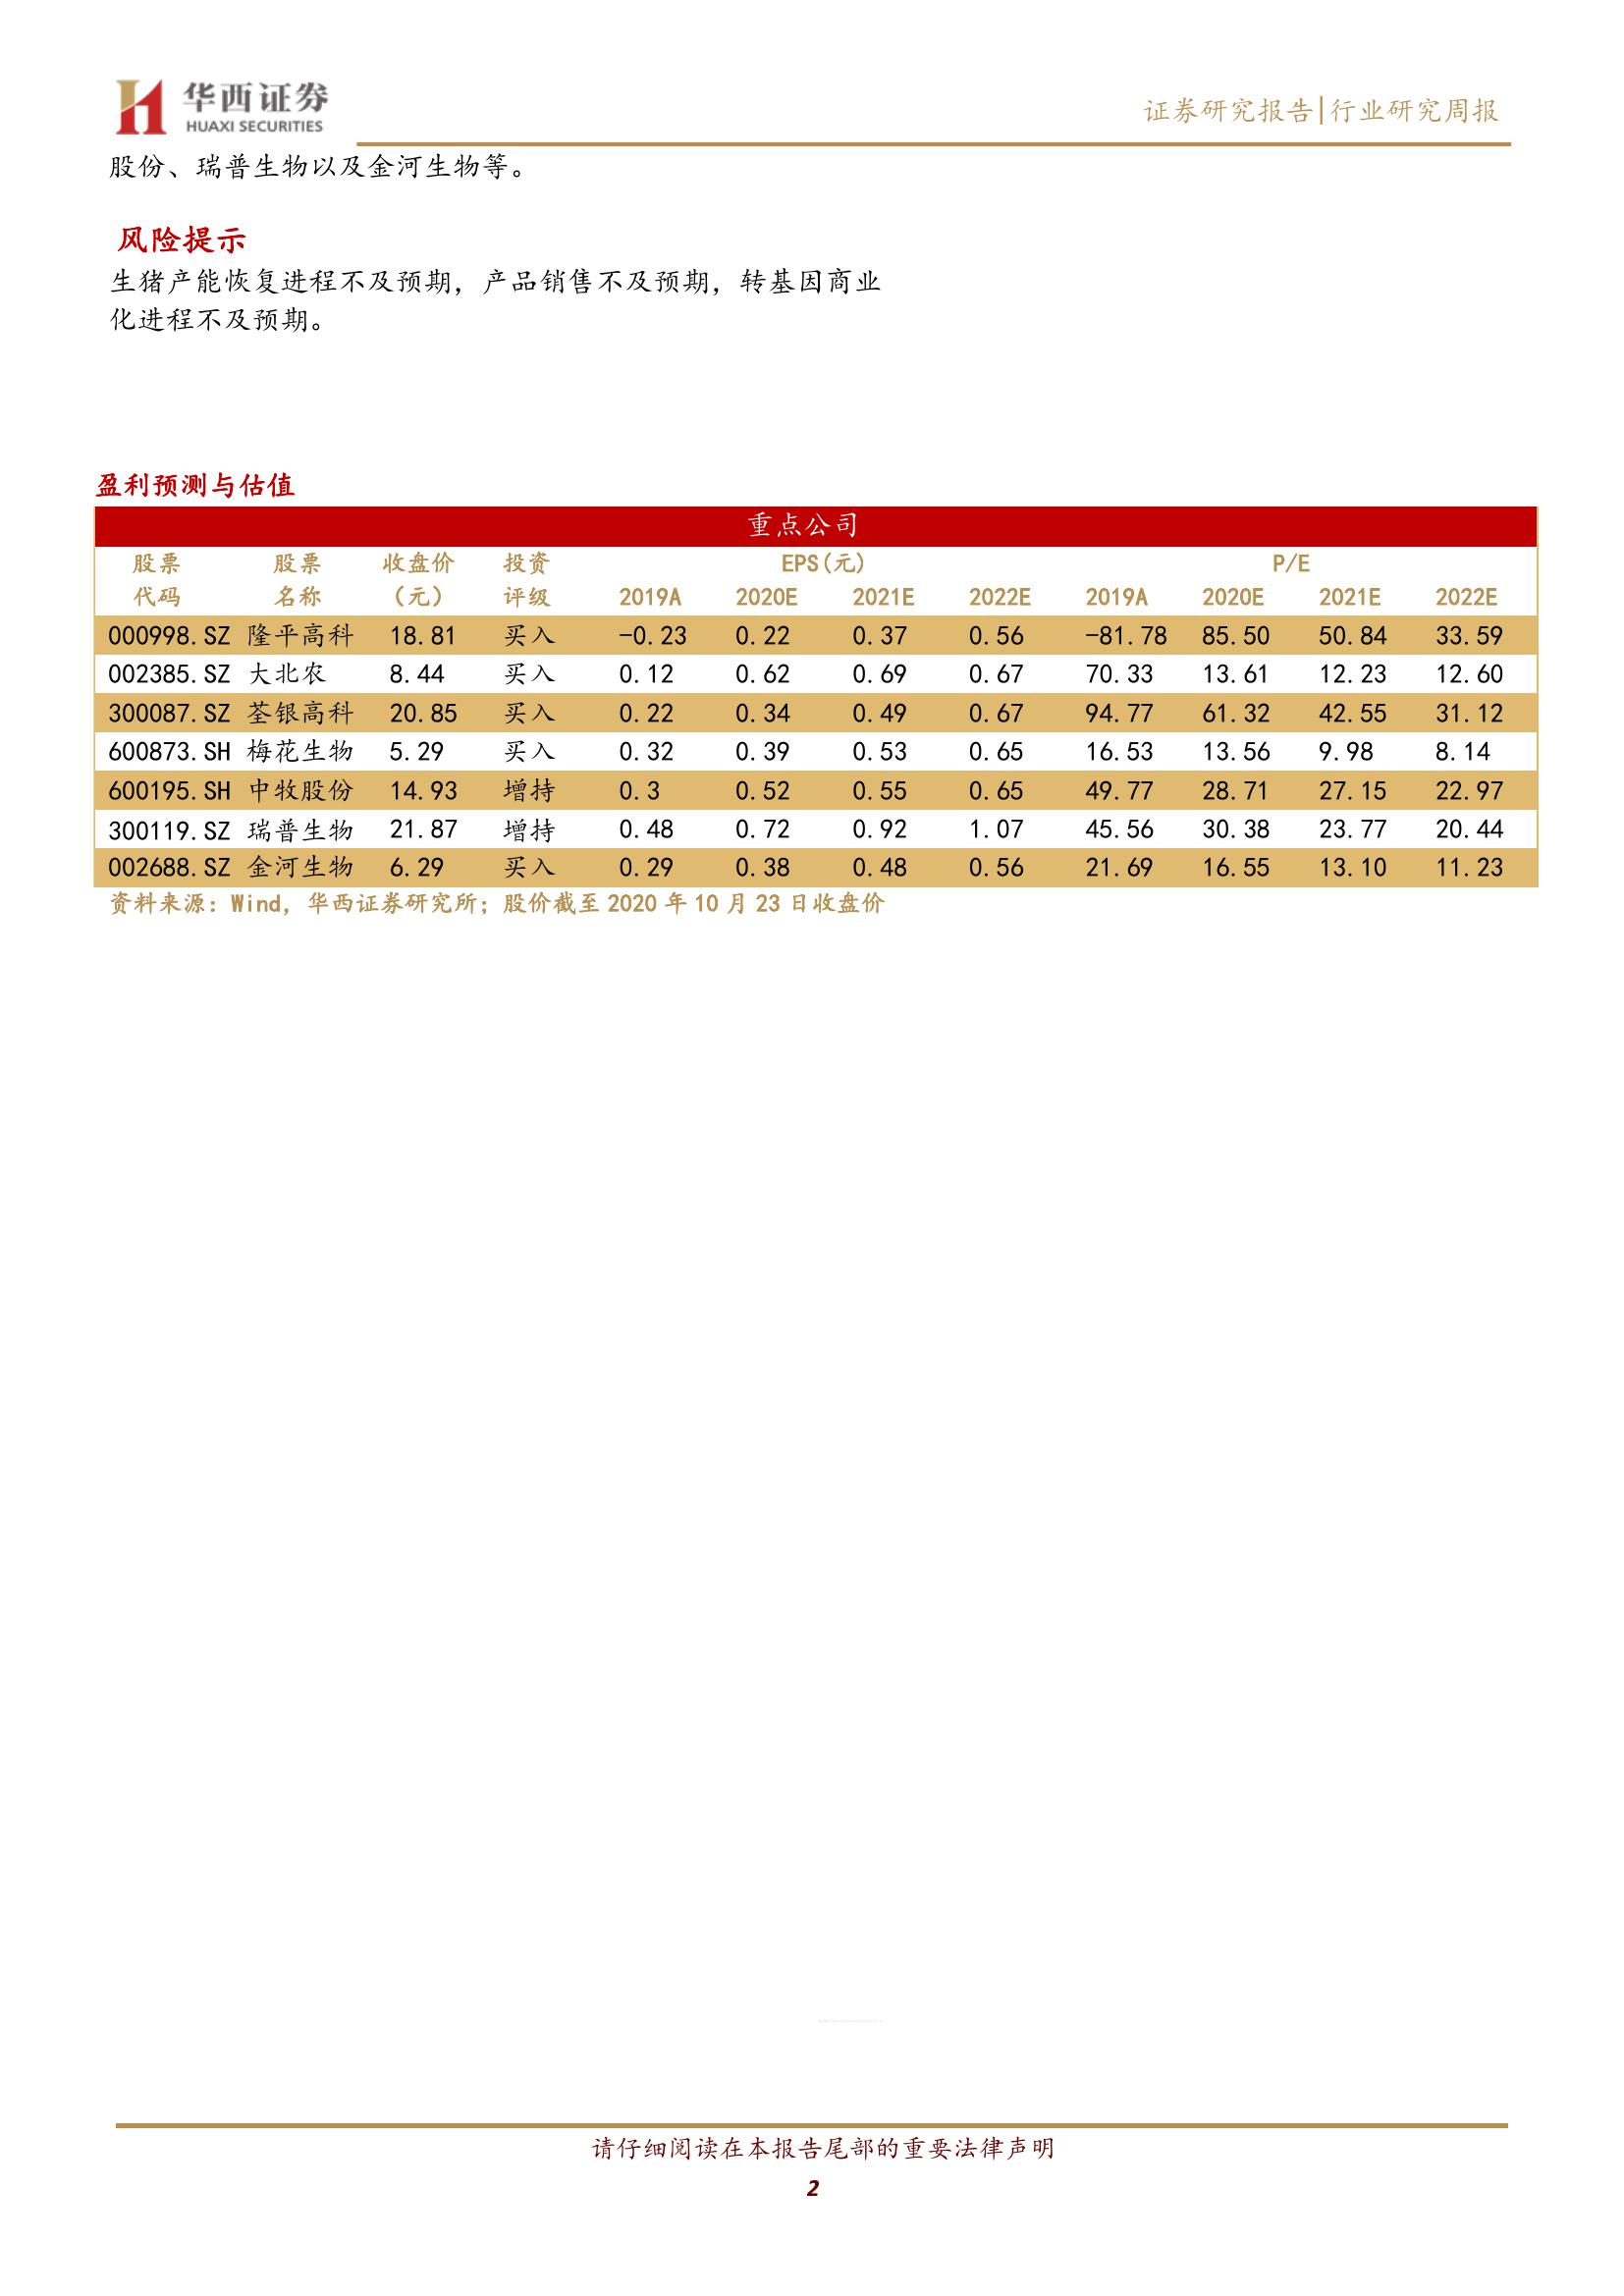 华西证券
HUAXI SECURITIES
证券研究报告|行业研究周报
股份、瑞普生物以及金河生物等。
风险提示
生猪产能恢复进程不及预期，产品销售不及预期，转基因商业
化进程不及预期。
盈利预测与估值
重点公司
股票 股票 收盘价 投资 EPS(元) P/E
代码 名称 （元） 评级 2019A 2020E 2021E 2022E 2019A 2020E 2021E 2022E
000998.SZ 隆平高科 18.81 买入 -0.23 0.22 0.37 0.56 -81.78 85.50 50.84 33.59
002385.SZ 大北农 8.44 买入 0.12 0.62 0.69 0.67 70.33 13.61 12.23 12.60
300087.SZ 荃银高科 20.85 买入 0.22 0.34 0.49 0.67 94.77 61.32 42.55 31.12
600873.SH 梅花生物 5.29 买入 0.32 0.39 0.53 0.65 16.53 13.56 9.98 8.14
600195.SH 中牧股份 14.93 增持 0.3 0.52 0.55 0.65 49.77 28.71 27.15 22.97
300119.SZ 瑞普生物 21.87 增持 0.48 0.72 0.92 1.07 45.56 30.38 23.77 20.44
002688.SZ 金河生物 6.29 买入 0.29 0.38 0.48 0.56 21.69 16.55 13.10 11.23
资料来源：Wind，华西证券研究所；股价截至 2020 年 10 月 23 日收盘价
请仔细阅读在本报告尾部的重要法律声明
2